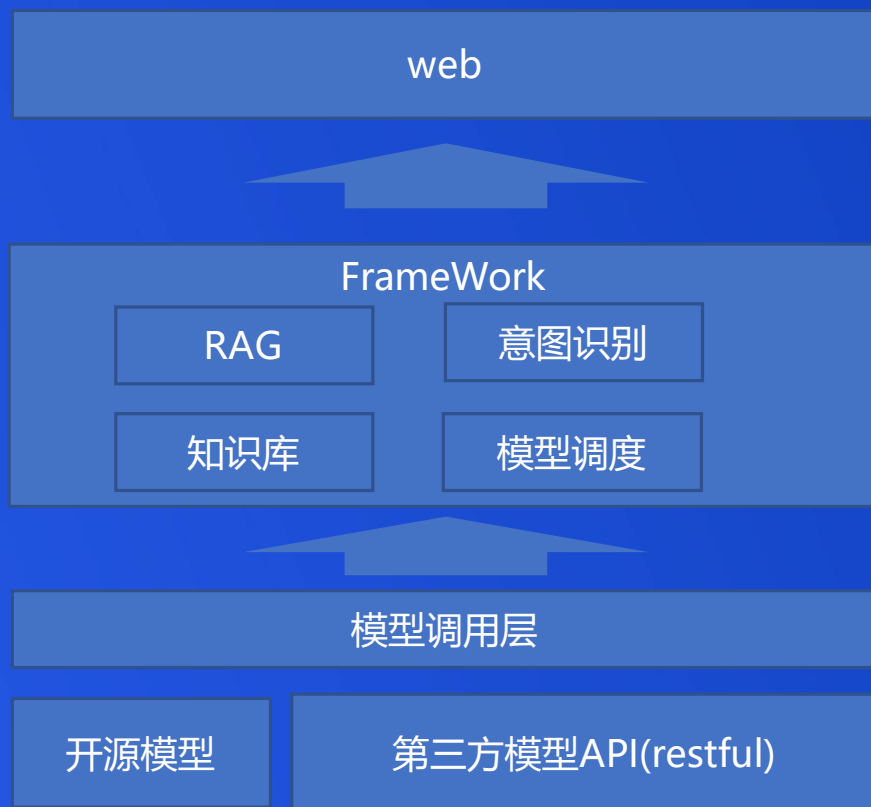 web
FrameWork
RAG
意图识别
知识库
模型调度
模型调用层
开源模型
第三方模型API(restful)